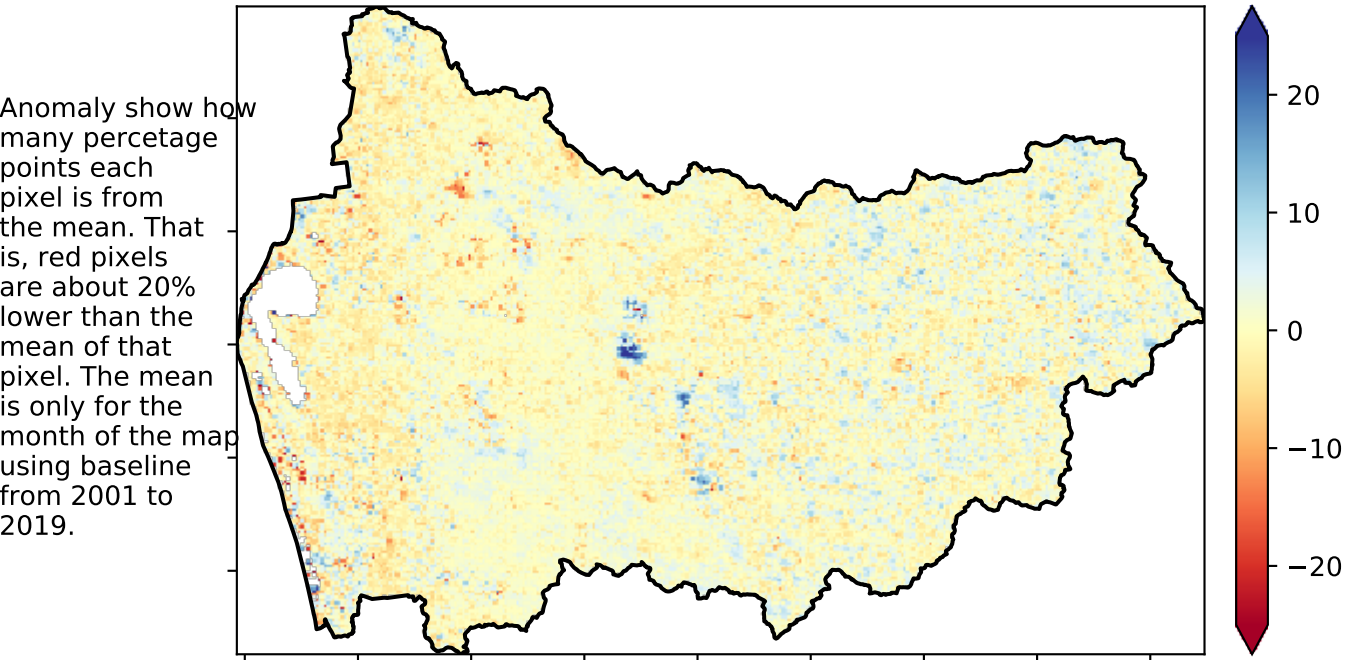 Anomaly show how
many percetage
points each
pixel is from
the mean. That
is, red pixels
are about 20%
lower than the
mean of that
pixel. The mean
is only for the
month of the map
using baseline
from 2001 to
2019.
20
10
0
−10
−20